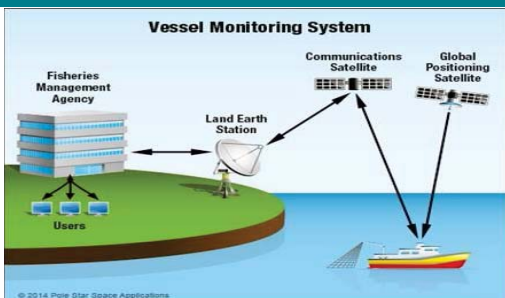 Vessel Monitoring System
Communications
Satellite
Global
Positioning
Satellite
Fisheries
Management
Agency
Land Earth
Station
Users
© 2014 Pole Star Space Applications